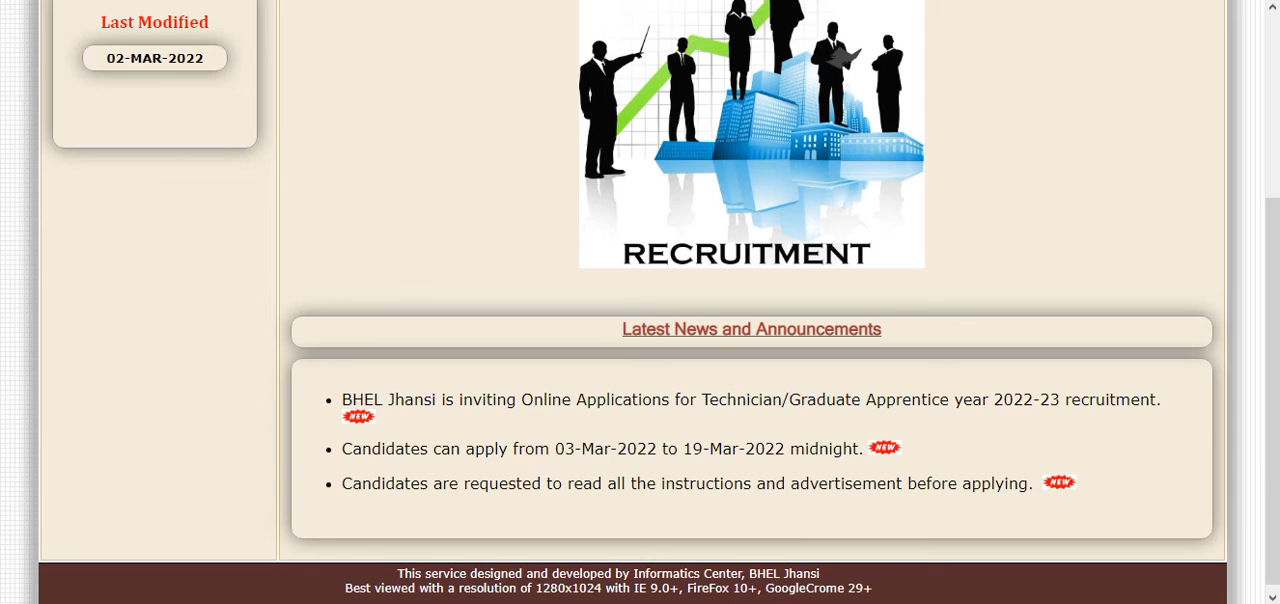 Last Modified
02-MAR-2022
RECRUITMENT
Latest News and Announcements
BHEL Jhansi is inviting Online Applications for Technician/Graduate Apprentice year 2022-23 recruitment.
NEW
Candidates can apply from 03-Mar-2022 to 19-Mar-2022 midnight. NEW
Candidates are requested to read all the instructions and advertisement before applying. NEW
This service designed and developed by Informatics Center, BHEL Jhansi
Best viewed with a resolution of 1280x1024 with IE 9.0+, FireFox 10+, GoogleCrome 29+